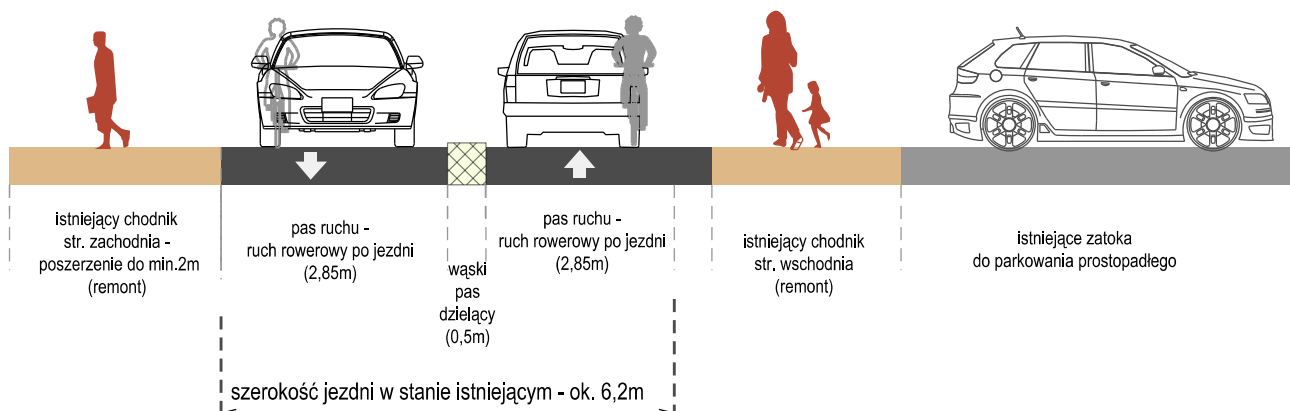 istniejący chodnik
str. zachodnia -
poszerzenie do min.2m
(remont)
pas ruchu -
ruch rowerowy po jezdni
(2,85m)
wąski
pas
dzielący
(0,5m)
pas ruchu -
ruch rowerowy po jezdni
(2,85m)
istniejący chodnik
str. wschodnia
(remont)
istniejące zatoka
do parkowania prostopadłego
szerokość jezdni w stanie istniejącym - ok. 6,2m